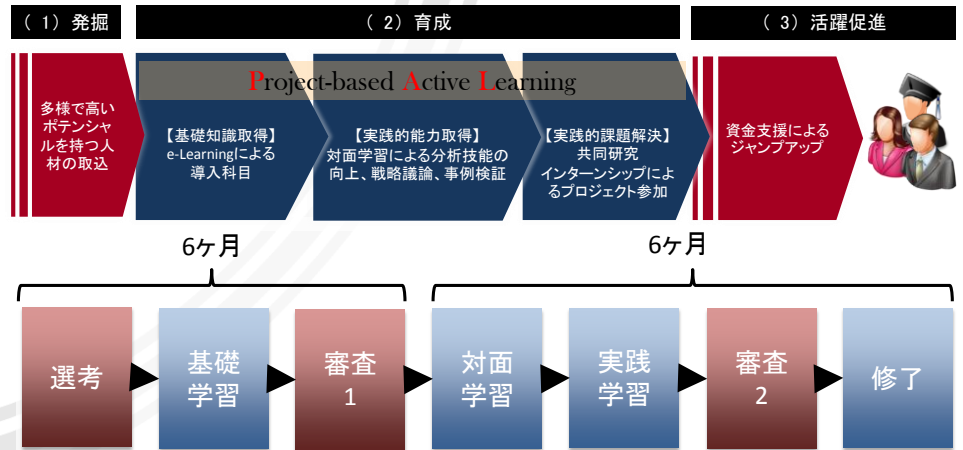 ( 1) 発掘
( 2) 育成
( 3) 活躍促進
Project-based Active Learning
多様で高い
ポテンシャ
ルを持つ人
材の取込
【基礎知識取得】
e-Learningによる
導入科目
【実践的能力取得】
対面学習による分析技能の
向上、戦略議論、事例検証
【実践的課題解決】
共同研究
インターンシップによ
るプロジェクト参加
資金支援による
ジャンプアップ
6ヶ月
6ヶ月
選考
基礎
学習
審査
1
対面
学習
実践
学習
審査
2
修了